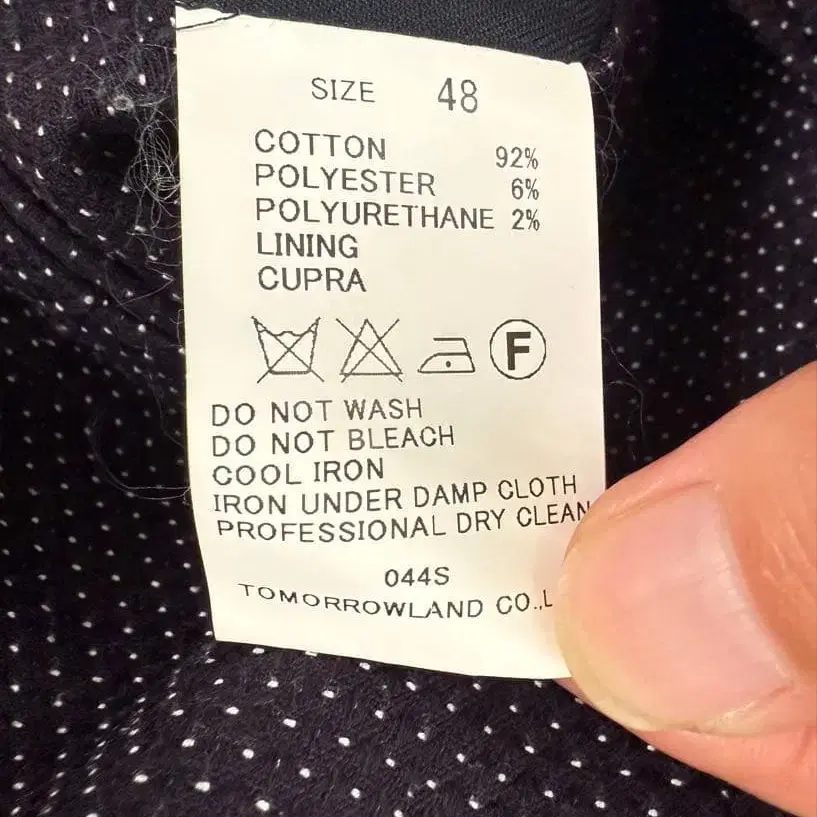 SIZE 48
COTTON 92%
POLYESTER 6%
POLYURETHANE 2%
LINING
CUPRA
F
DO NOT WASH
DO NOT BLEACH
COOL IRON
IRON UNDER DAMP CLOTH
PROFESSIONAL DRY CLEAN
044S
TOMORROWLAND CO.,L